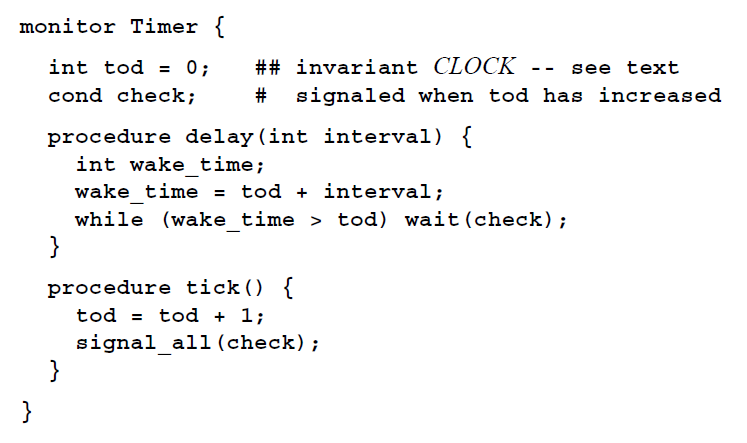 monitor Timer {
int tod = 0; ## invariant CLOCK -- see text
cond check; # signaled when tod has increased
procedure delay(int interval) {
int wake_time;
wake_time = tod + interval;
while (wake_time > tod) wait(check);
}
procedure tick() {
tod = tod + 1;
signal_all(check);
}
}